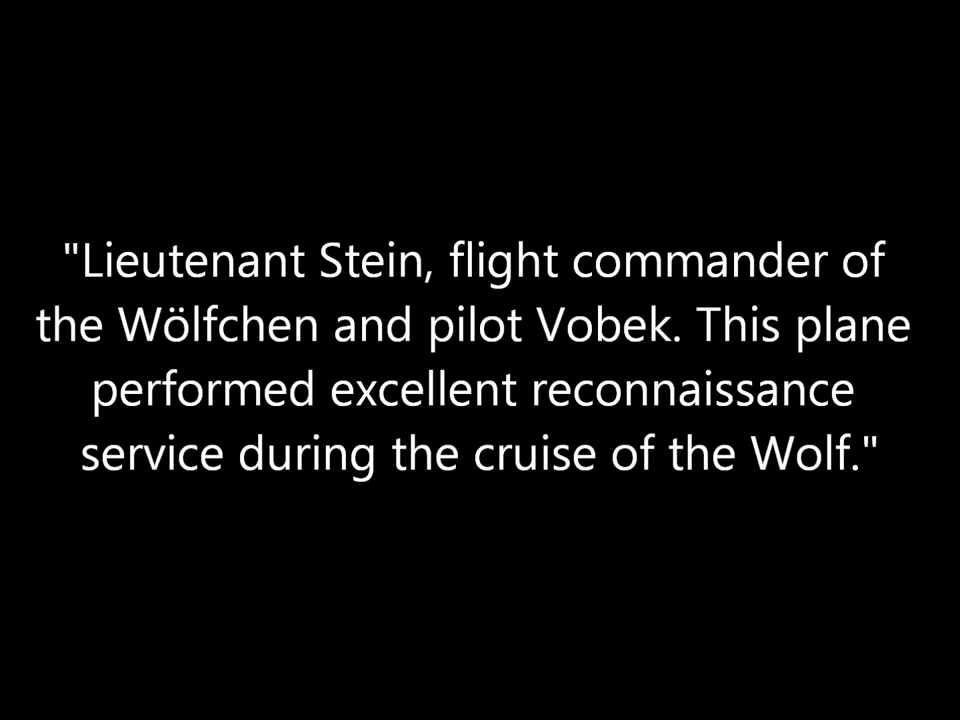 "Lieutenant Stein, flight commander of
the Wölfchen and pilot Vobek. This plane
performed excellent reconnaissance
service during the cruise of the Wolf."